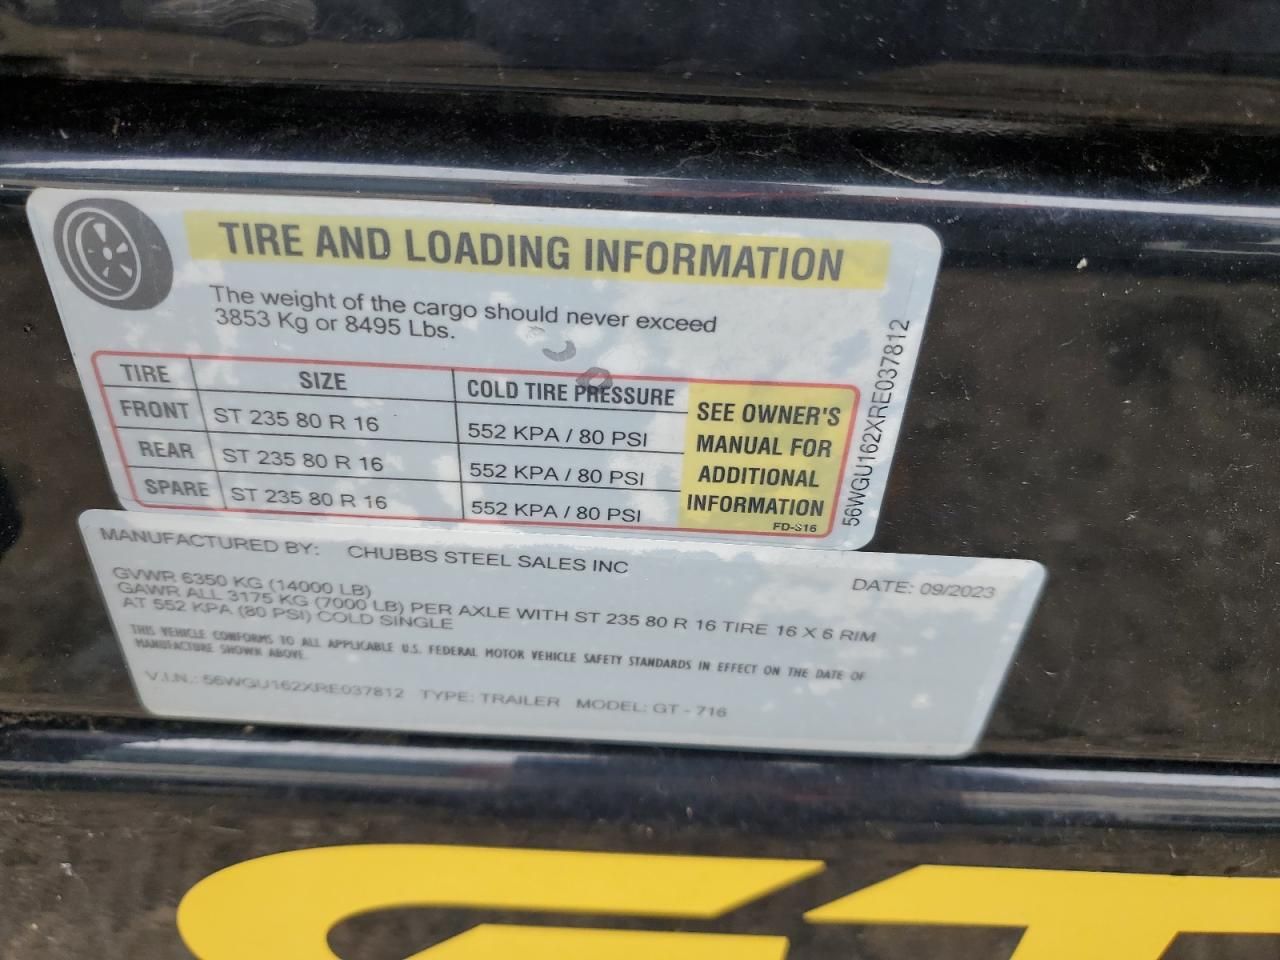 TIRE AND LOADING INFORMATION
The weight of the cargo should never exceed
3853 Kg or 8495 Lbs.
TIRE SIZE COLD TIRE PRESSURE
FRONT ST 235 80 R 16 552 KPA / 80 PSI
REAR ST 235 80 R 16 552 KPA / 80 PSI
SPARE ST 235 80 R 16 552 KPA / 80 PSI
SEE OWNER'S
MANUAL FOR
ADDITIONAL
INFORMATION
FD-S16
56WGU162XRE037812
MANUFACTURED BY: CHUBBS STEEL SALES INC
DATE: 09/2023
GVWR 6350 KG (14000 LB)
GAWR ALL 3175 KG (7000 LB) PER AXLE WITH ST 235 80 R 16 TIRE 16 X 6 RIM
AT 552 KPA (80 PSI) COLD SINGLE
THIS VEHICLE CONFORMS TO ALL APPLICABLE U.S. FEDERAL MOTOR VEHICLE SAFETY STANDARDS IN EFFECT ON THE DATE OF
MANUFACTURE SHOWN ABOVE.
V.I.N.: 56WGU162XRE037812 TYPE: TRAILER MODEL: GT - 716